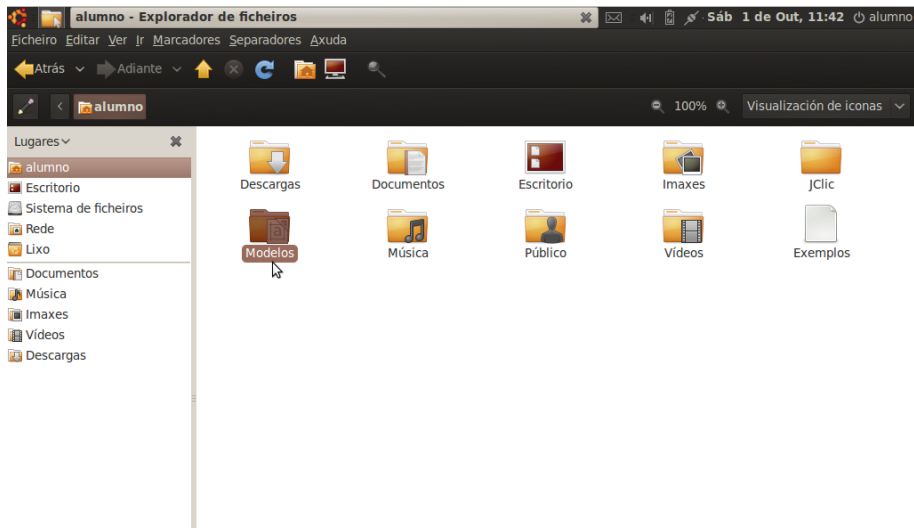 alumno - Explorador de ficheiros
Sáb 1 de Out, 11:42 alumno
Ficheiro Editar Ver Ir Marcadores Separadores Axuda
Atrás Adiante
alumno 100% Visualización de iconas
Lugares
alumno
Escritorio
Sistema de ficheiros
Rede
Lixo
Documentos
Música
Imaxes
Vídeos
Descargas
Descargas Documentos Escritorio Imaxes JClic
Modelos Música Público Vídeos Exemplos